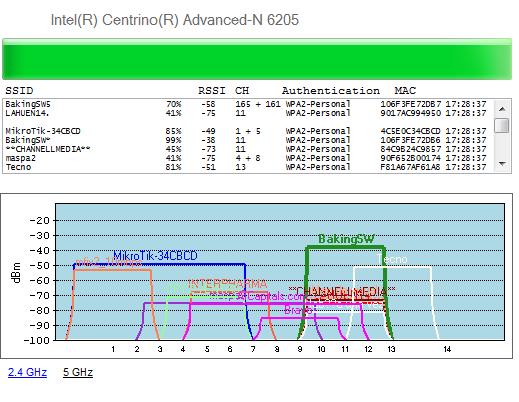 Intel(R) Centrino(R) Advanced-N 6205
SSID RSSI CH Authentication MAC
BakingSW5. 70% -58 165 + 161 WPA2-Personal 106F3FE72DB7 17:28:37
LAHUEN14. 41% -75 11 WPA2-Personal 9017AC994950 17:28:37
MikroTik-34CBCD 85% -49 1 + 5 WPA2-Personal 4C5E0C34CBCD 17:28:37
BakingSW* 99% -38 11 WPA2-Personal 106F3FE72DB6 17:28:37
**CHANNELLMEDIA** 45% -73 11 WPA2-Personal 84C9B24C9857 17:28:37
maspa2 41% -75 4 + 8 WPA2-Personal 90F652B00174 17:28:37
Tecno 81% -51 13 WPA2-Personal F81A67AF61A8 17:28:37
dBm
-20
-30
-40
-50
-60
-70
-80
-90
-100
BakingSW
MikroTik-34CBCD
Tecno
INTERPHARMA
**CHANNELLMEDIA**
Bravo
1 2 3 4 5 6 7 8 9 10 11 12 13 14
2.4 GHz 5 GHz